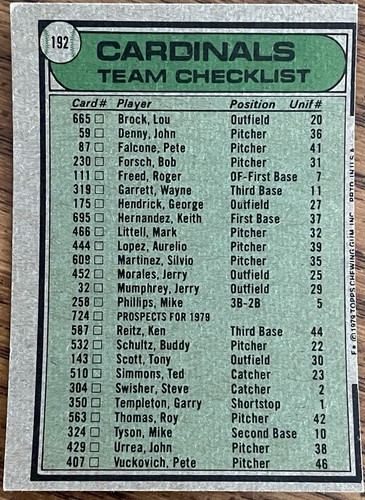 192
CARDINALS
TEAM CHECKLIST
Card # Player Position Unif #
665 Brock, Lou Outfield 20
59 Denny, John Pitcher 36
87 Falcone, Pete Pitcher 41
230 Forsch, Bob Pitcher 31
111 Freed, Roger OF-First Base 7
319 Garrett, Wayne Third Base 11
175 Hendrick, George Outfield 27
695 Hernandez, Keith First Base 37
466 Littell, Mark Pitcher 32
444 Lopez, Aurelio Pitcher 39
609 Martinez, Silvio Pitcher 35
452 Morales, Jerry Outfield 25
32 Mumphrey, Jerry Outfield 29
258 Phillips, Mike 3B-2B 5
724 PROSPECTS FOR 1979
587 Reitz, Ken Third Base 44
532 Schultz, Buddy Pitcher 22
143 Scott, Tony Outfield 30
510 Simmons, Ted Catcher 23
304 Swisher, Steve Catcher 2
350 Templeton, Garry Shortstop 1
563 Thomas, Roy Pitcher 42
324 Tyson, Mike Second Base 10
429 Urrea, John Pitcher 38
407 Vuckovich, Pete Pitcher 46
F* © 1979 TOPPS CHEWING GUM, INC. PRTD. IN U.S.A.